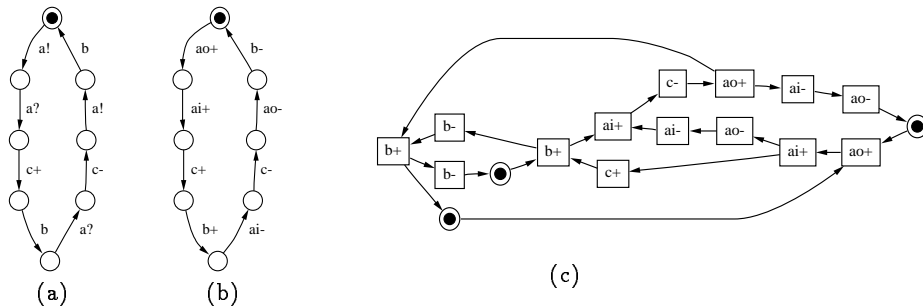 a!
b
a?
a!
c+
c-
b
a?
(a)
ao+
b-
ai+
ao-
c+
c-
b+
ai-
(b)
c-
ao+
ai-
ao-
b-
ai+
ai-
ao-
b+
b+
ai+
ao+
b-
c+
(c)